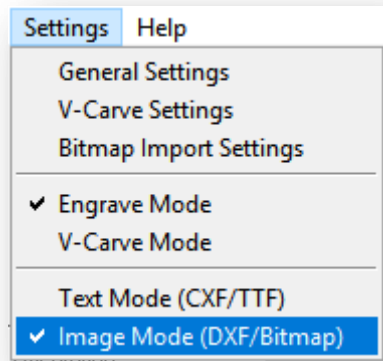 Settings Help
General Settings
V-Carve Settings
Bitmap Import Settings
Engrave Mode
V-Carve Mode
Text Mode (CXF/TTF)
Image Mode (DXF/Bitmap)